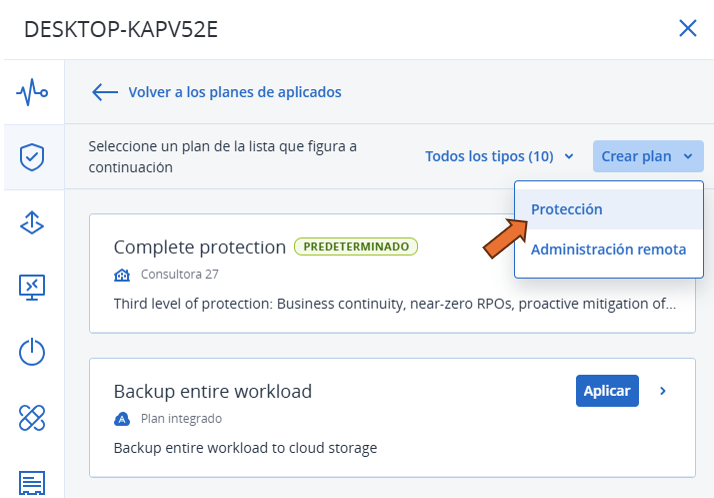 DESKTOP-KAPV52E
Volver a los planes de aplicados
Seleccione un plan de la lista que figura a
continuación
Todos los tipos (10)
Crear plan
Protección
Administración remota
Complete protection
PREDETERMINADO
Consultora 27
Third level of protection: Business continuity, near-zero RPOs, proactive mitigation of...
Backup entire workload
Aplicar
Plan integrado
Backup entire workload to cloud storage